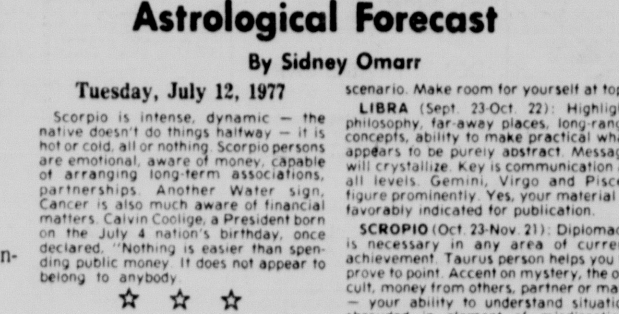 Astrological Forecast
By Sidney Omarr
Tuesday, July 12, 1977
Scorpio is intense, dynamic — the
native doesn't do things halfway — it is
hot or cold, all or nothing. Scorpio persons
are emotional, aware of money, capable
of arranging long-term associations,
partnerships. Another Water sign,
Cancer is also much aware of financial
matters. Calvin Coolige, a President born
on the July 4 nation's birthday, once
declared, "Nothing is easier than spen-
ding public money. It does not appear to
belong to anybody.
☆ ☆ ☆
n-
scenario. Make room for yourself at to
LIBRA (Sept. 23-Oct. 22): Highlig
philosophy, far-away places, long-ran
concepts, ability to make practical wh
appears to be purely abstract. Messag
will crystallize. Key is communication
all levels. Gemini, Virgo and Pisc
figure prominently. Yes, your material
favorably indicated for publication.
SCROPIO (Oct. 23-Nov. 21): Diplomac
is necessary in any area of curre
achievement. Taurus person helps you
prove to point. Accent on mystery, the o
cult, money from others, partner or ma
— your ability to understand situatio